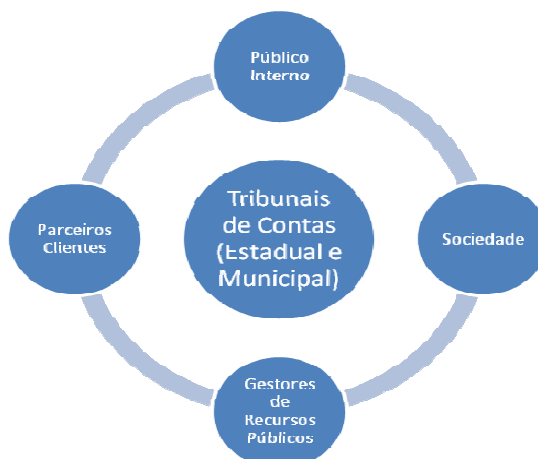 Público
Interno
Parceiros
Clientes
Tribunais
de Contas
(Estadual e
Municipal)
Sociedade
Gestores
de
Recursos
Públicos